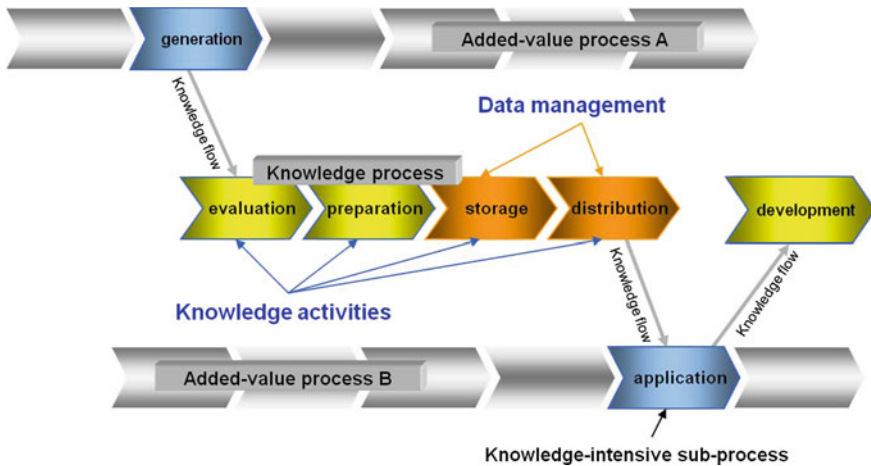 generation
Added-value process A
Knowledge flow
Data management
Knowledge process
evaluation
preparation
storage
distribution
development
Knowledge activities
Knowledge flow
Knowledge flow
Added-value process B
application
Knowledge-intensive sub-process